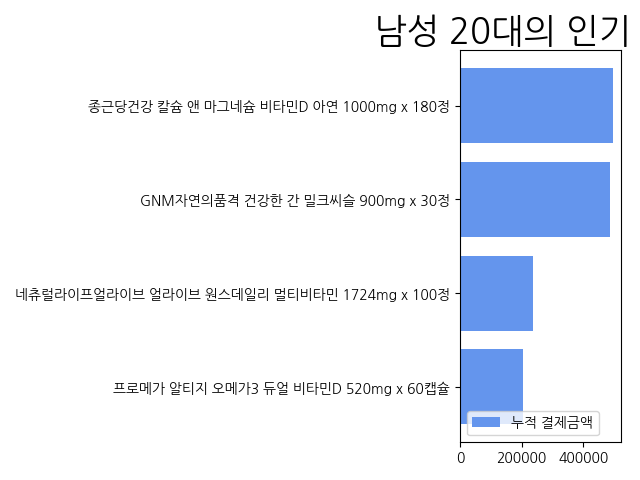 남성 20대의 인기
종근당건강 칼슘 앤 마그네슘 비타민D 아연 1000mg x 180정
GNM자연의품격 건강한 간 밀크씨슬 900mg x 30정
네츄럴라이프얼라이브 얼라이브 원스데일리 멀티비타민 1724mg x 100정
프로메가 알티지 오메가3 듀얼 비타민D 520mg x 60캡슐
누적 결제금액
0 200000 400000